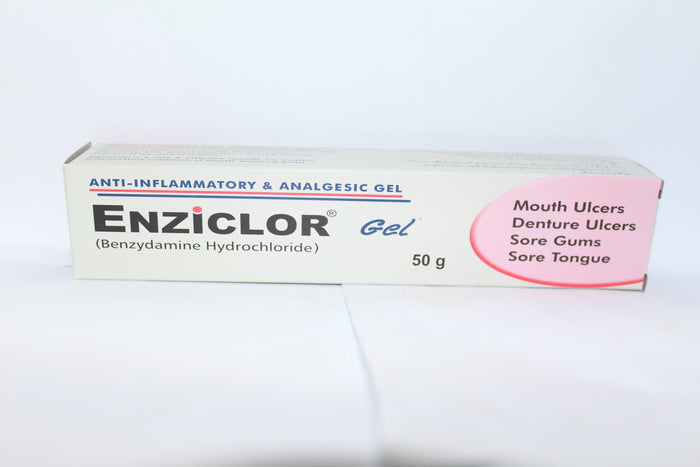 ANTI-INFLAMMATORY & ANALGESIC GEL
ENZiCLOR® Gel
(Benzydamine Hydrochloride)
50 g
Mouth Ulcers
Denture Ulcers
Sore Gums
Sore Tongue